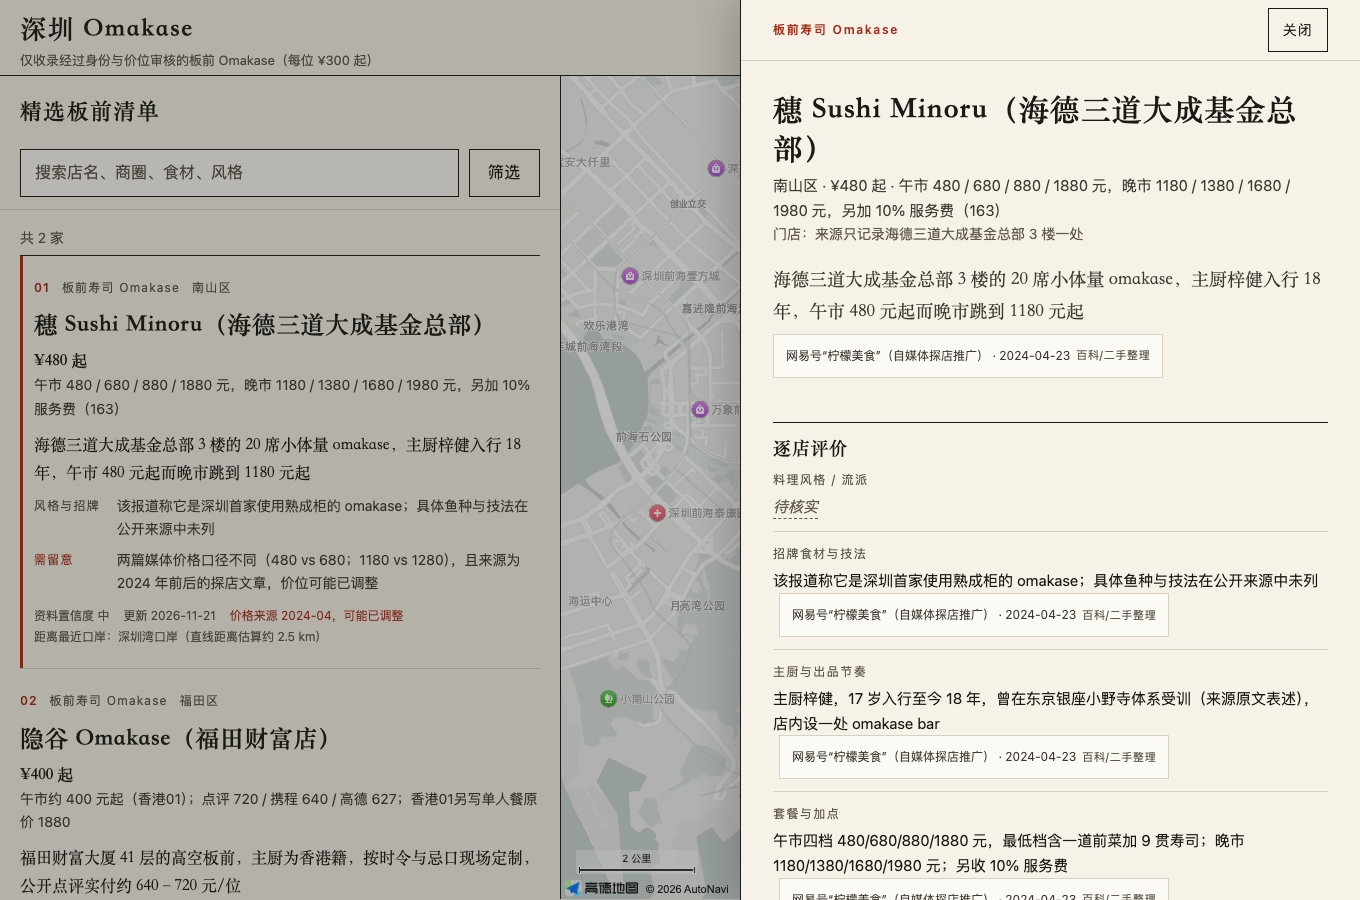 深圳 Omakase
仅收录经过身份与价位审核的板前 Omakase（每位 ¥300 起）
精选板前清单
搜索店名、商圈、食材、风格
筛选
共 2 家
01 板前寿司 Omakase 南山区
穗 Sushi Minoru（海德三道大成基金总部）
¥480 起
午市 480 / 680 / 880 / 1880 元，晚市 1180 / 1380 / 1680 / 1980 元，另加 10%
服务费（163）
海德三道大成基金总部 3 楼的 20 席小体量 omakase，主厨梓健入行 18
年，午市 480 元起而晚市跳到 1180 元起
风格与招牌 该报道称它是深圳首家使用熟成柜的 omakase；具体鱼种与技法在
公开来源中未列
需留意 两篇媒体价格口径不同（480 vs 680；1180 vs 1280），且来源为
2024 年前后的探店文章，价位可能已调整
资料置信度 中 更新 2026-11-21 价格来源 2024-04，可能已调整
距离最近口岸：深圳湾口岸（直线距离估算约 2.5 km）
02 板前寿司 Omakase 福田区
隐谷 Omakase（福田财富店）
¥400 起
午市约 400 元起（香港01）；点评 720 / 携程 640 / 高德 627；香港01另写单人餐原
价 1880
福田财富大厦 41 层的高空板前，主厨为香港籍，按时令与忌口现场定制，
公开点评实付约 640 – 720 元/位
安大仟里
深
创业立交
深圳前海壹方城
嘉进隆前海
欢乐港湾
城前海湾段
万象前
前海石公园
深圳前海泰康
海运中心
月亮湾公园
小南山公园
2 公里
高德地图 © 2026 AutoNavi
板前寿司 Omakase
关闭
穗 Sushi Minoru（海德三道大成基金总
部）
南山区 · ¥480 起 · 午市 480 / 680 / 880 / 1880 元，晚市 1180 / 1380 / 1680 /
1980 元，另加 10% 服务费（163）
门店：来源只记录海德三道大成基金总部 3 楼一处
海德三道大成基金总部 3 楼的 20 席小体量 omakase，主厨梓健入行 18
年，午市 480 元起而晚市跳到 1180 元起
网易号“柠檬美食”（自媒体探店推广） · 2024-04-23 百科/二手整理
逐店评价
料理风格 / 流派
待核实
招牌食材与技法
该报道称它是深圳首家使用熟成柜的 omakase；具体鱼种与技法在公开来源中未列
网易号“柠檬美食”（自媒体探店推广） · 2024-04-23 百科/二手整理
主厨与出品节奏
主厨梓健，17 岁入行至今 18 年，曾在东京银座小野寺体系受训（来源原文表述），
店内设一处 omakase bar
网易号“柠檬美食”（自媒体探店推广） · 2024-04-23 百科/二手整理
套餐与加点
午市四档 480/680/880/1880 元，最低档含一道前菜加 9 贯寿司；晚市
1180/1380/1680/1980 元；另收 10% 服务费
网易号“柠檬美食”（自媒体探店推广） · 2024-04-23 百科/二手整理